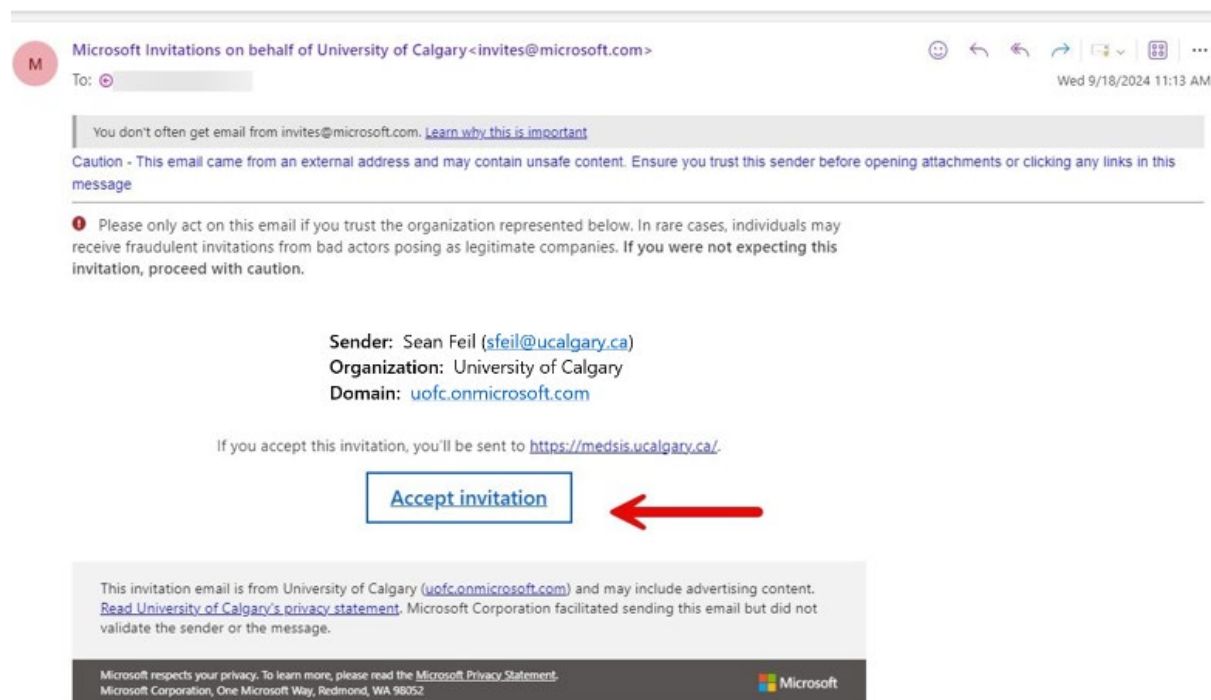 Microsoft Invitations on behalf of University of Calgary<invites@microsoft.com>
M
To:
Wed 9/18/2024 11:13 AM
You don't often get email from invites@microsoft.com. Learn why this is important
Caution - This email came from an external address and may contain unsafe content. Ensure you trust this sender before opening attachments or clicking any links in this
message
Please only act on this email if you trust the organization represented below. In rare cases, individuals may
receive fraudulent invitations from bad actors posing as legitimate companies. If you were not expecting this
invitation, proceed with caution.
Sender: Sean Feil (sfeil@ucalgary.ca)
Organization: University of Calgary
Domain: uofc.onmicrosoft.com
If you accept this invitation, you'll be sent to https://medsis.ucalgary.ca/.
Accept invitation
This invitation email is from University of Calgary (uofc.onmicrosoft.com) and may include advertising content.
Read University of Calgary's privacy statement. Microsoft Corporation facilitated sending this email but did not
validate the sender or the message.
Microsoft respects your privacy. To learn more, please read the Microsoft Privacy Statement.
Microsoft Corporation, One Microsoft Way, Redmond, WA 98052
Microsoft